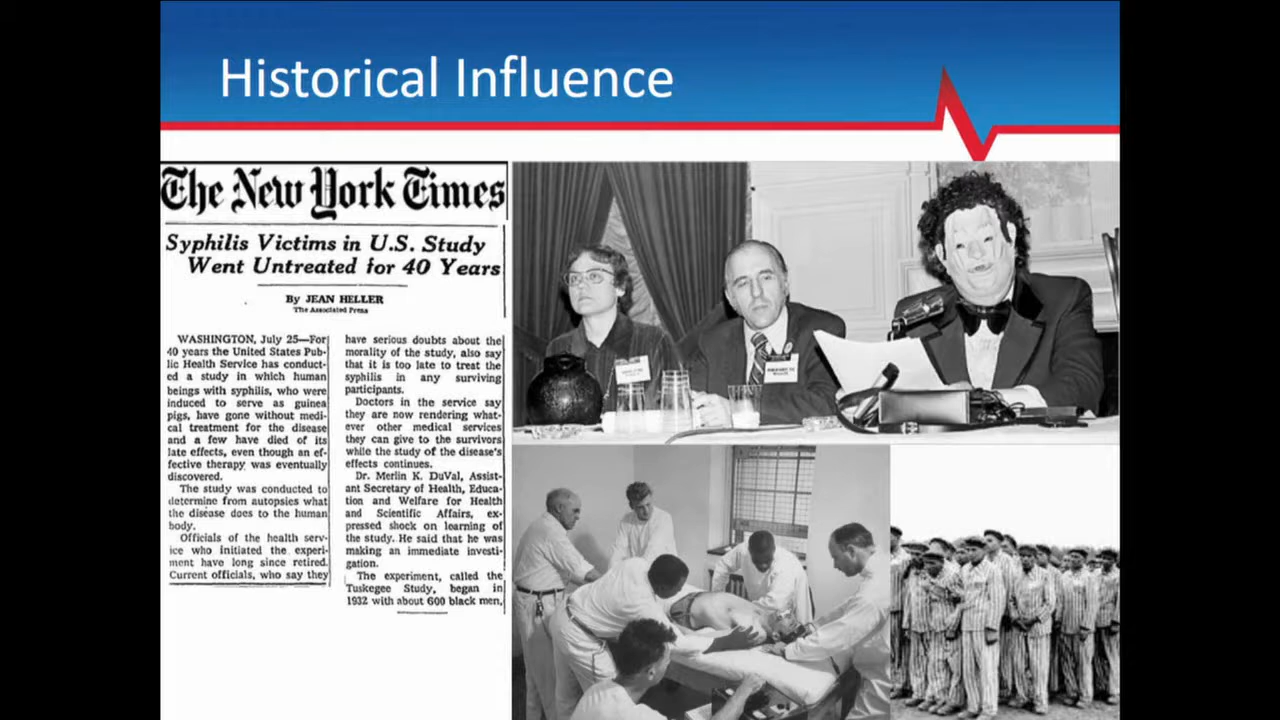 Historical Influence
The New York Times
Syphilis Victims in U.S. Study
Went Untreated for 40 Years
By JEAN HELLER
The Associated Press
WASHINGTON, July 25—For
40 years the United States Pub-
lic Health Service has conduct-
ed a study in which human
beings with syphilis, who were
induced to serve as guinea
pigs, have gone without medi-
cal treatment for the disease
and a few have died of its
late effects, even though an ef-
fective therapy was eventually
discovered.
The study was conducted to
determine from autopsies what
the disease does to the human
body.
Officials of the health serv-
ice who initiated the experi-
ment have long since retired.
Current officials, who say they
have serious doubts about the
morality of the study, also say
that it is too late to treat the
syphilis in any surviving
participants.
Doctors in the service say
they are now rendering what-
ever other medical services
they can give to the survivors
while the study of the disease's
effects continues.
Dr. Merlin K. DuVal, Assist-
ant Secretary of Health, Educa-
tion and Welfare for Health
and Scientific Affairs, ex-
pressed shock on learning of
the study. He said that he was
making an immediate investi-
gation.
The experiment, called the
Tuskegee Study, began in
1932 with about 600 black men,